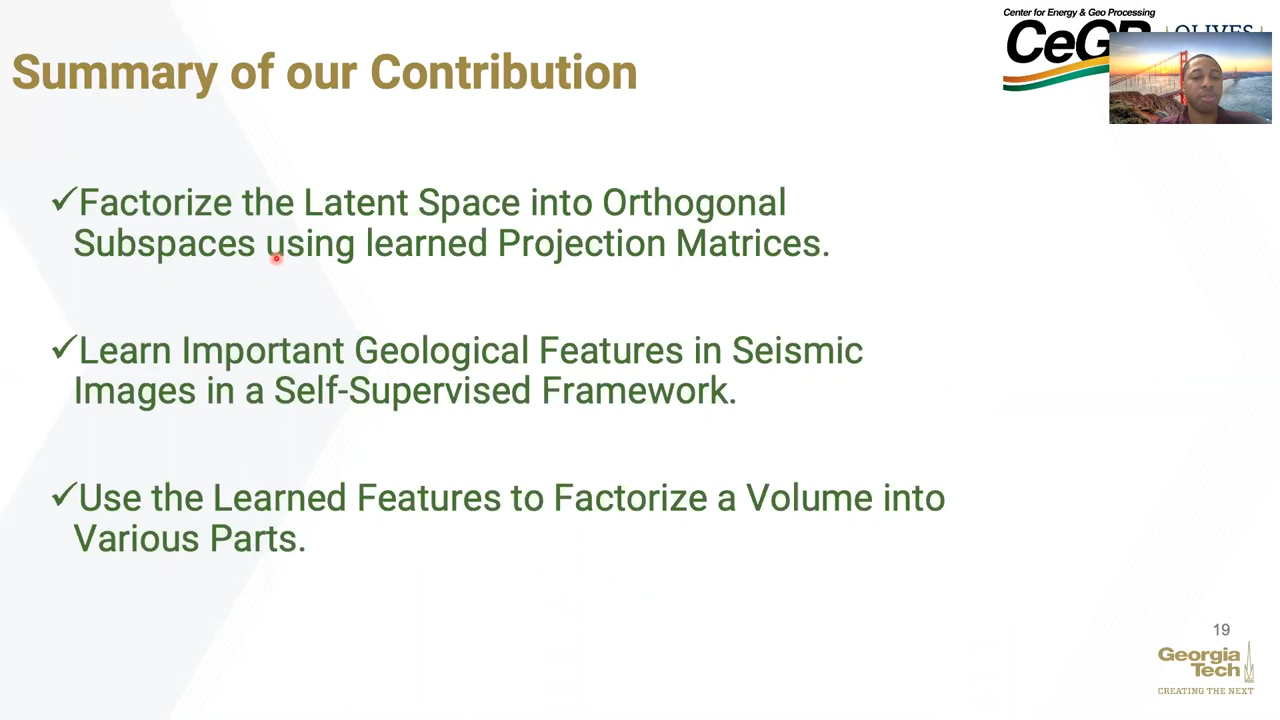 Center for Energy & Geo Processing
Summary of our Contribution
✓Factorize the Latent Space into Orthogonal
Subspaces using learned Projection Matrices.
✓Learn Important Geological Features in Seismic
Images in a Self-Supervised Framework.
✓Use the Learned Features to Factorize a Volume into
Various Parts.
19
Georgia
Tech
CREATING THE NEXT